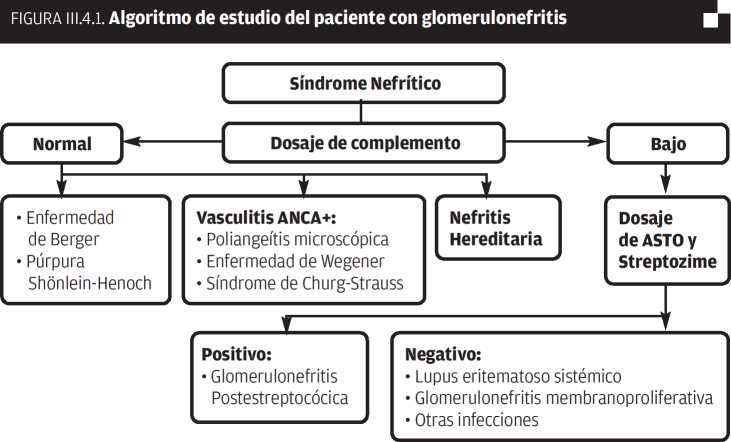 FIGURA III.4.1. Algoritmo de estudio del paciente con glomerulonefritis
Síndrome Nefrítico
Normal
Dosaje de complemento
Bajo
• Enfermedad
de Berger
• Púrpura
Shönlein-Henoch
Vasculitis ANCA+:
• Poliangeítis microscópica
• Enfermedad de Wegener
• Síndrome de Churg-Strauss
Nefritis
Hereditaria
Dosaje
de ASTO y
Streptozime
Positivo:
• Glomerulonefritis
Postestreptocócica
Negativo:
• Lupus eritematoso sistémico
• Glomerulonefritis membranoproliferativa
• Otras infecciones